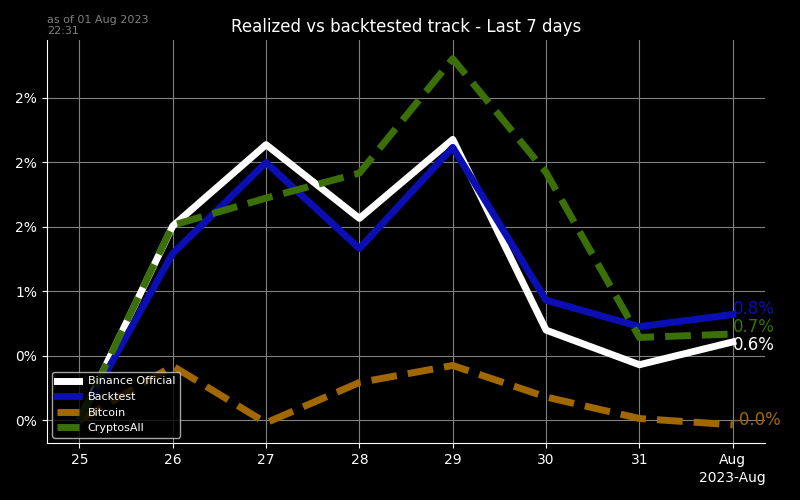 as of 01 Aug 2023
22:31
Realized vs backtested track - Last 7 days
2%
2%
2%
1%
0%
0%
0.8%
0.7%
0.6%
-0.0%
Binance Official
Backtest
Bitcoin
CryptosAll
25 26 27 28 29 30 31 Aug
2023-Aug